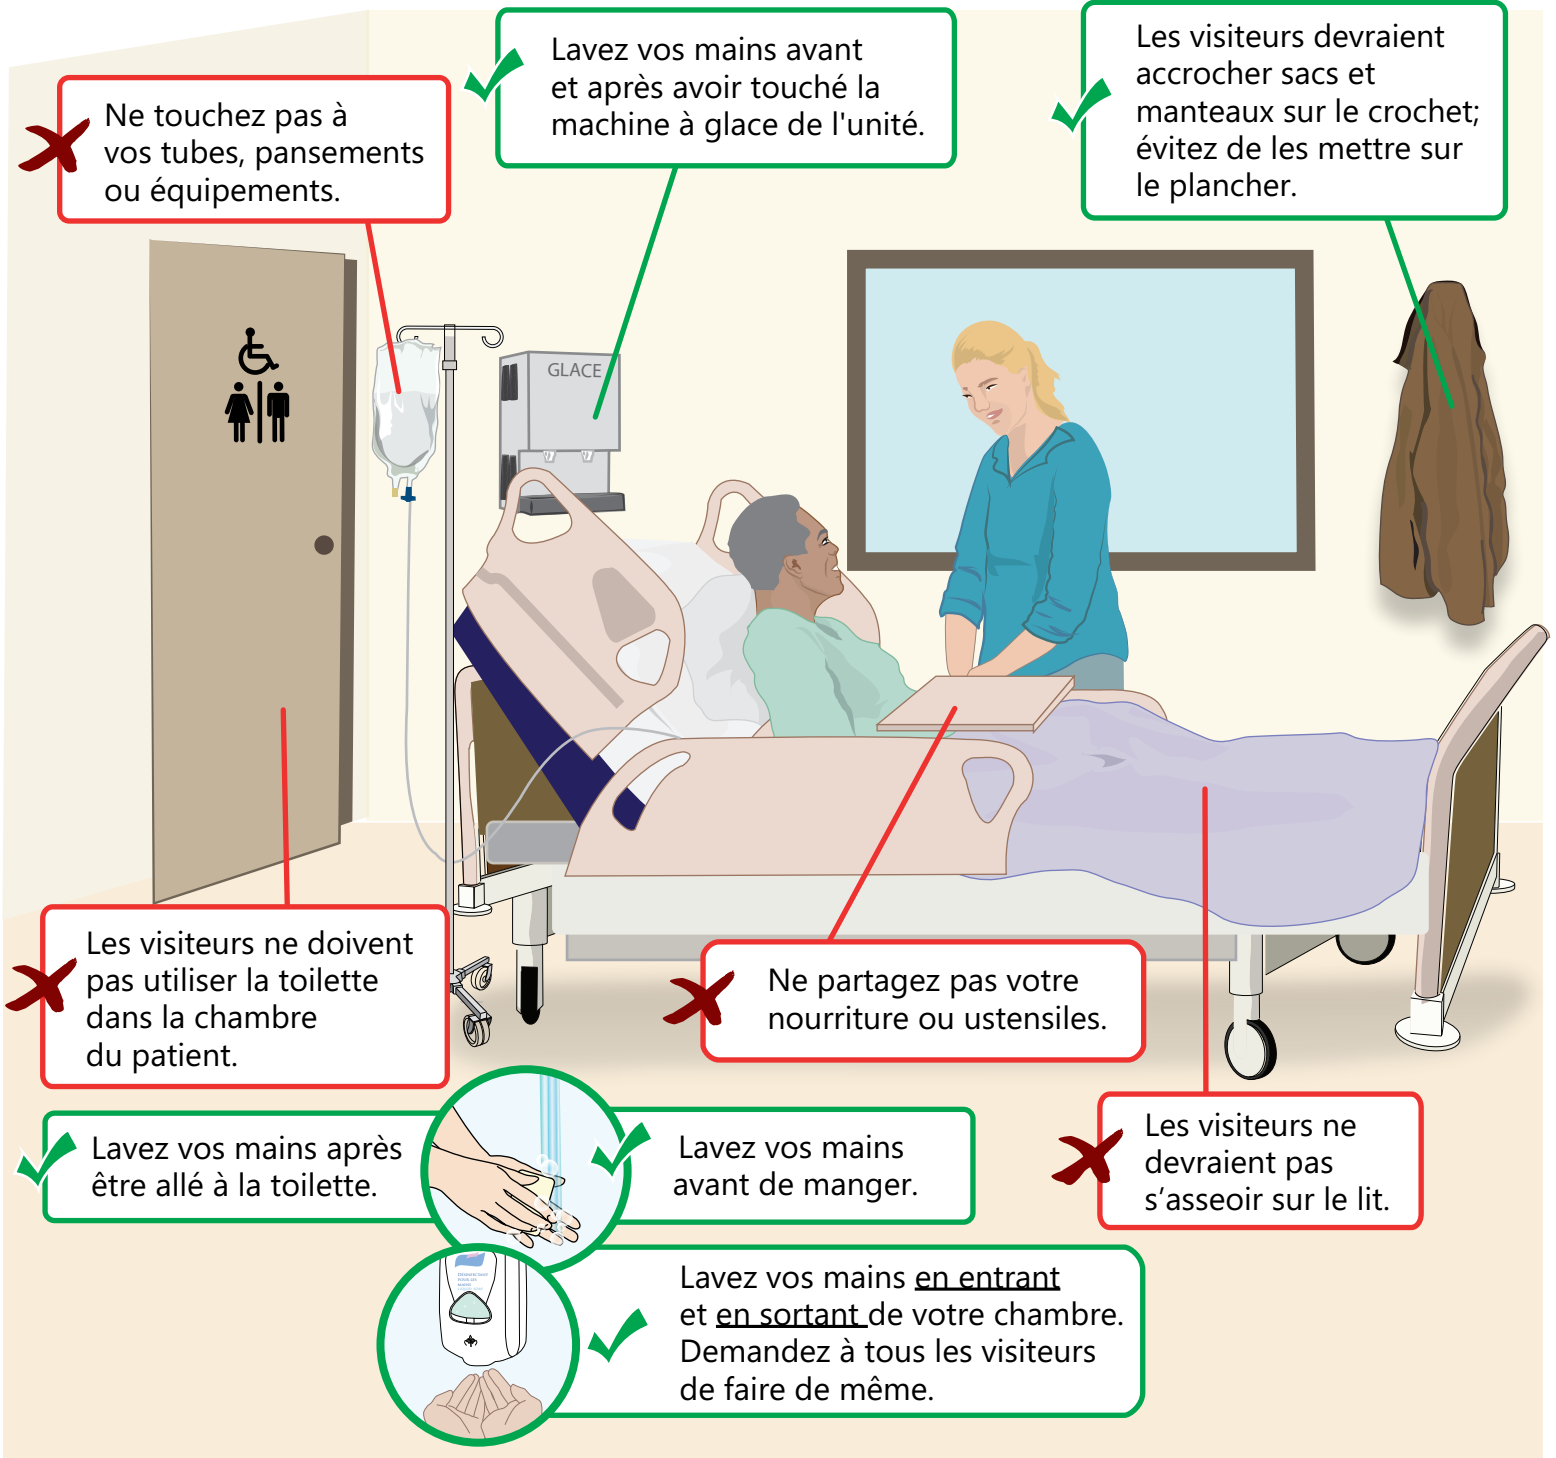 Lavez vos mains avant
et après avoir touché la
machine à glace de l'unité.
Les visiteurs devraient
accrocher sacs et
manteaux sur le crochet;
évitez de les mettre sur
le plancher.
Ne touchez pas à
vos tubes, pansements
ou équipements.
GLACE
Les visiteurs ne doivent
pas utiliser la toilette
dans la chambre
du patient.
Ne partagez pas votre
nourriture ou ustensiles.
Lavez vos mains après
être allé à la toilette.
Lavez vos mains
avant de manger.
Les visiteurs ne
devraient pas
s’asseoir sur le lit.
Lavez vos mains en entrant
et en sortant de votre chambre.
Demandez à tous les visiteurs
de faire de même.